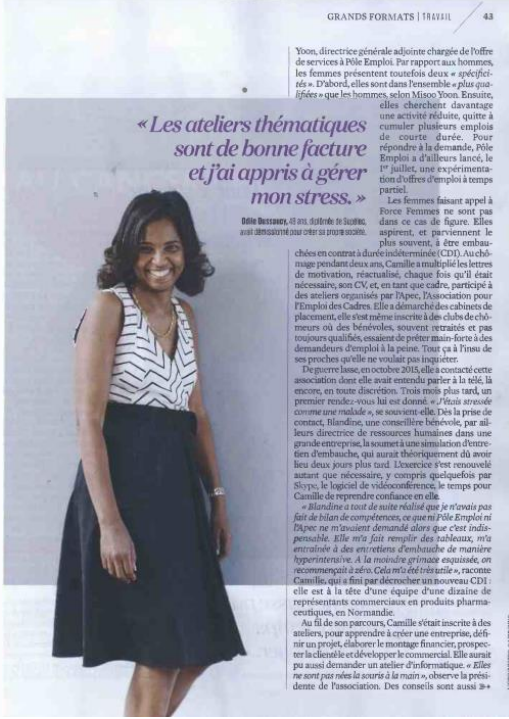 GRANDS FORMATS | TRAVAIL 43
« Les ateliers thématiques
sont de bonne facture
et j'ai appris à gérer
mon stress. »
Odile Dussaucy, 49 ans, diplômée de
avait démissionné pour créer sa propre société.
Yoon, directrice générale adjointe chargée de l'offre
de services à Pôle Emploi. Par rapport aux hommes,
les femmes présentent toutefois deux « spécifici-
tés ». D'abord, elles sont dans l'ensemble « plus qua-
lifiées » que les hommes, selon Misoo Yoon. Ensuite,
elles cherchent davantage
une activité réduite, quitte à
cumuler plusieurs emplois
de courte durée. Pour
répondre à la demande, Pôle
Emploi a d'ailleurs lancé, le
1er juillet, une expérimenta-
tion d'offres d'emploi à temps
partiel.
Les femmes faisant appel à
Force Femmes ne sont pas
dans ce cas de figure. Elles
aspirent, et parviennent le
plus souvent, à être embau-
chées en contrat à durée indéterminée (CDI). Au chô-
mage pendant deux ans, Camille a multiplié les lettres
de motivation, réactualisé, chaque fois qu'il était
nécessaire, son CV, et, en tant que cadre, participé à
des ateliers organisés par l'Apec, l'Association pour
l'Emploi des Cadres. Elle a démarché des cabinets de
placement, elle s'est même inscrite à des clubs de chô-
meurs où des bénévoles, souvent retraités et pas
toujours qualifiés, essaient de prêter main-forte à des
demandeurs d'emploi à la peine. Tout ça à l'insu de
ses proches qu'elle ne voulait pas inquiéter.
De guerre lasse, en octobre 2015, elle a contacté cette
association dont elle avait entendu parler à la télé, là
encore, en toute discrétion. Trois mois plus tard, un
premier rendez-vous lui est donné. « J'étais stressée
comme une malade », se souvient-elle. Dès la prise de
contact, Blandine, une conseillère bénévole, par ail-
leurs directrice de ressources humaines dans une
grande entreprise, la soumet à une simulation d'entre-
tien d'embauche, qui aurait théoriquement dû avoir
lieu deux jours plus tard. L'exercice s'est renouvelé
autant que nécessaire, y compris quelquefois par
Skype, le logiciel de vidéoconférence, le temps pour
Camille de reprendre confiance en elle.
« Blandine a tout de suite réalisé que je n'avais pas
fait de bilan de compétences, ce que ni Pôle Emploi ni
l'Apec ne m'avaient demandé alors que c'est indis-
pensable. Elle m'a fait remplir des tableaux, m'a
entraînée à des entretiens d'embauche de manière
hyperintensive. A la moindre grimace esquissée, on
recommençait à zéro. Cela m'a été très utile », raconte
Camille, qui a fini par décrocher un nouveau CDI :
elle est à la tête d'une équipe d'une dizaine de
représentants commerciaux en produits pharma-
ceutiques, en Normandie.
Au fil de son parcours, Camille s'était inscrite à des
ateliers, pour apprendre à créer une entreprise, défi-
nir un projet, élaborer le montage financier, prospec-
ter la clientèle et développer le commercial. Elle aurait
pu aussi demander un atelier d'informatique. « Elles
ne sont pas nées la souris à la main », observe la prési-
dente de l'association. Des conseils sont aussi